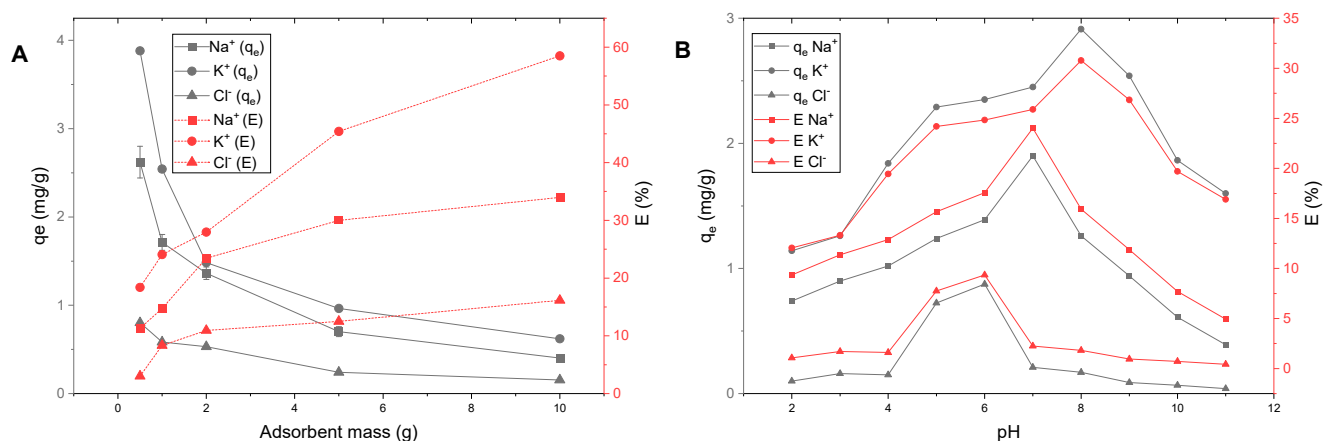 A
Na⁺ (qₑ)
K⁺ (qₑ)
Cl⁻ (qₑ)
Na⁺ (E)
K⁺ (E)
Cl⁻ (E)
qe (mg/g)
4
3
2
1
0
0 2 4 6 8 10
Adsorbent mass (g)
60
50
40
30
20
10
0
E (%)
B
qₑ Na⁺
qₑ K⁺
qₑ Cl⁻
E Na⁺
E K⁺
E Cl⁻
qₑ (mg/g)
3
2
1
0
2 4 6 8 10 12
pH
35
30
25
20
15
10
5
0
E (%)